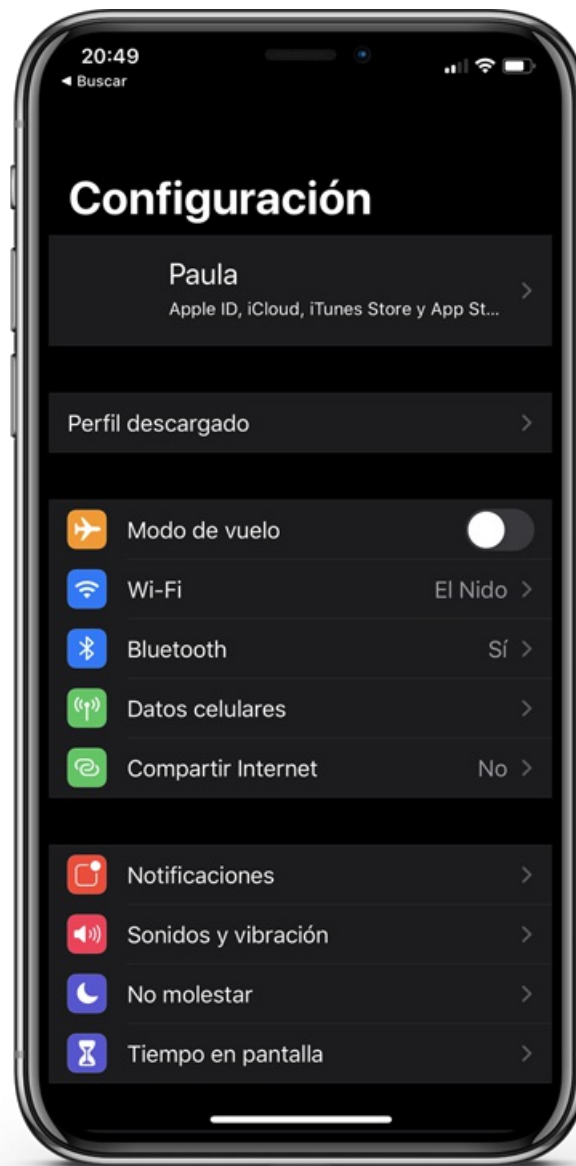 20:49
◀ Buscar
Configuración
Paula
Apple ID, iCloud, iTunes Store y App St...
Perfil descargado
Modo de vuelo
Wi-Fi
El Nido
Bluetooth
Sí
Datos celulares
Compartir Internet
No
Notificaciones
Sonidos y vibración
No molestar
Tiempo en pantalla